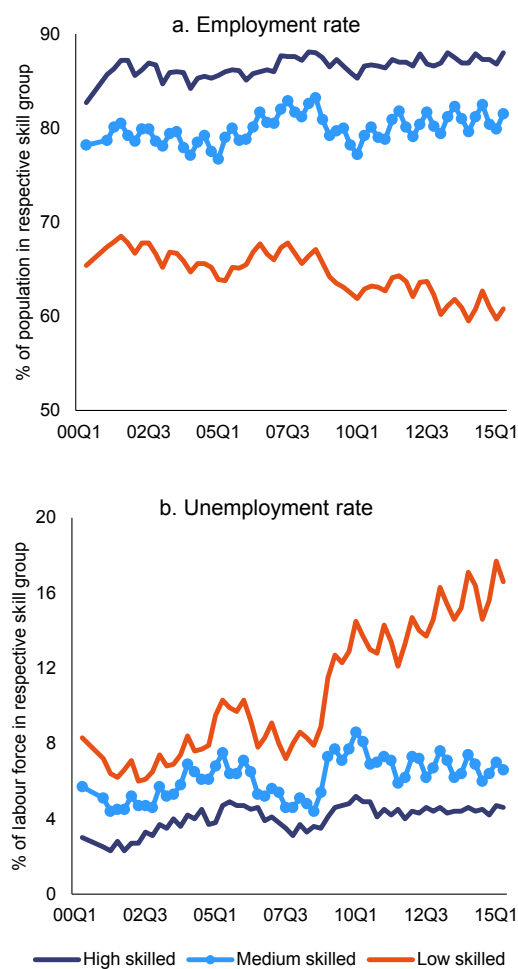 a. Employment rate
% of population in respective skill group
90
80
70
60
50
00Q1 02Q3 05Q1 07Q3 10Q1 12Q3 15Q1
b. Unemployment rate
% of labour force in respective skill group
20
16
12
8
4
0
00Q1 02Q3 05Q1 07Q3 10Q1 12Q3 15Q1
High skilled Medium skilled Low skilled